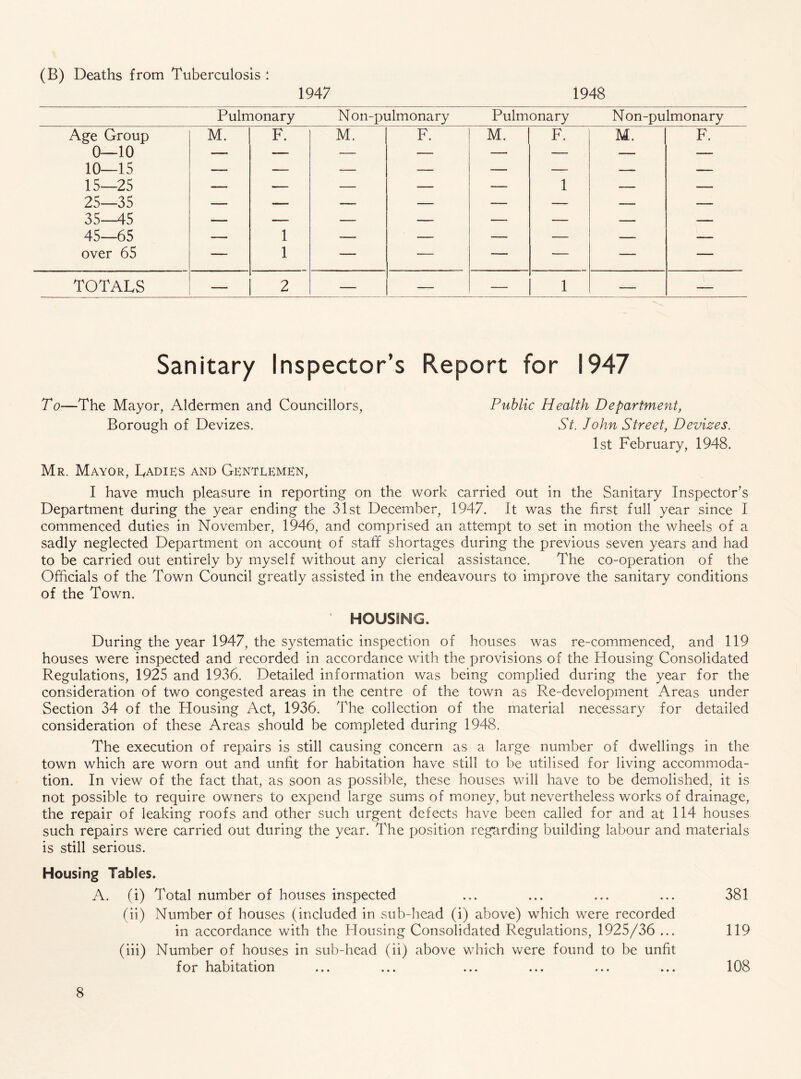 (B) Deaths from Tuberculosis :
1947 1948
Pulmonary Non-pulmonary Pulmonary Non-pulmonary
Age Group M. F. M. F. M. F. M. F.
0—10 — — — — — — — —
10—15 — — — — — — — —
15—25 — — — — — 1 — —
25—35 — — — — — — — —
35—45 — — — — — — — —
45—65 — 1 — — — — — —
over 65 — 1 — — — — — —
TOTALS — 2 — — — 1 — —
Sanitary Inspector's Report for 1947
To—The Mayor, Aldermen and Councillors, Public Health Department,
Borough of Devizes. St. John Street, Devizes.
1st February, 1948.
Mr. Mayor, Ladies and Gentlemen,
I have much pleasure in reporting on the work carried out in the Sanitary Inspector's
Department during the year ending the 31st December, 1947. It was the first full year since I
commenced duties in November, 1946, and comprised an attempt to set in motion the wheels of a
sadly neglected Department on account of staff shortages during the previous seven years and had
to be carried out entirely by myself without any clerical assistance. The co-operation of the
Officials of the Town Council greatly assisted in the endeavours to improve the sanitary conditions
of the Town.
HOUSING.
During the year 1947, the systematic inspection of houses was re-commenced, and 119
houses were inspected and recorded in accordance with the provisions of the Housing Consolidated
Regulations, 1925 and 1936. Detailed information was being complied during the year for the
consideration of two congested areas in the centre of the town as Re-development Areas under
Section 34 of the Housing Act, 1936. The collection of the material necessary for detailed
consideration of these Areas should be completed during 1948.
The execution of repairs is still causing concern as a large number of dwellings in the
town which are worn out and unfit for habitation have still to be utilised for living accommoda-
tion. In view of the fact that, as soon as possible, these houses will have to be demolished, it is
not possible to require owners to expend large sums of money, but nevertheless works of drainage,
the repair of leaking roofs and other such urgent defects have been called for and at 114 houses
such repairs were carried out during the year. The position regarding building labour and materials
is still serious.
Housing Tables.
A. (i) Total number of houses inspected ... ... ... ... 381
(ii) Number of houses (included in sub-head (i) above) which were recorded
in accordance with the Housing Consolidated Regulations, 1925/36 ... 119
(iii) Number of houses in sub-head (ii) above which were found to be unfit
for habitation ... ... ... ... ... ... 108
8